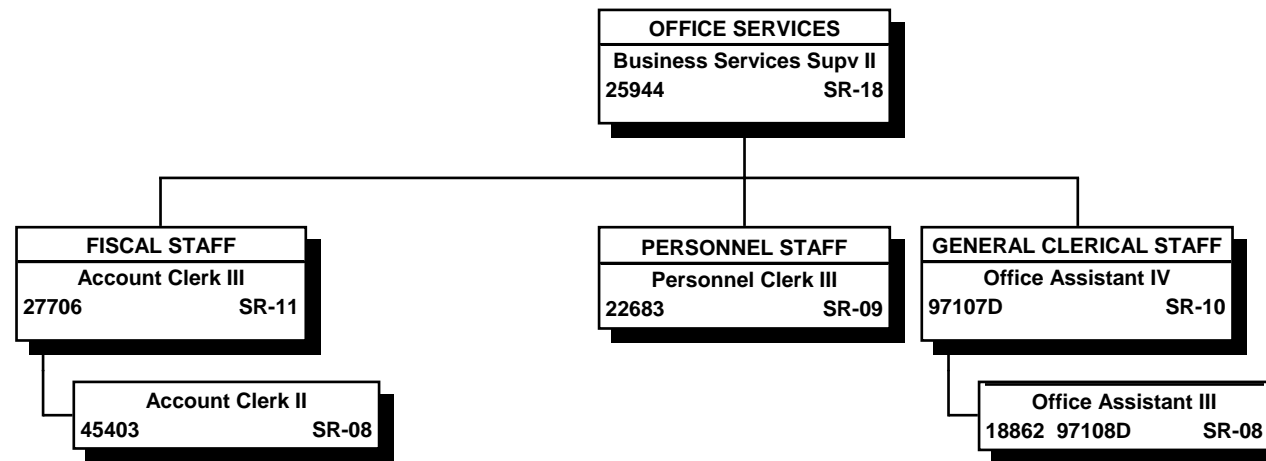 OFFICE SERVICES
Business Services Supv II
25944 SR-18
FISCAL STAFF
Account Clerk III
27706 SR-11
Account Clerk II
45403 SR-08
PERSONNEL STAFF
Personnel Clerk III
22683 SR-09
GENERAL CLERICAL STAFF
Office Assistant IV
97107D SR-10
Office Assistant III
18862 97108D SR-08